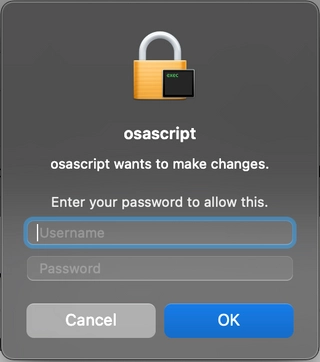 exec
osascript
osascript wants to make changes.
Enter your password to allow this.
Username
Password
Cancel
OK